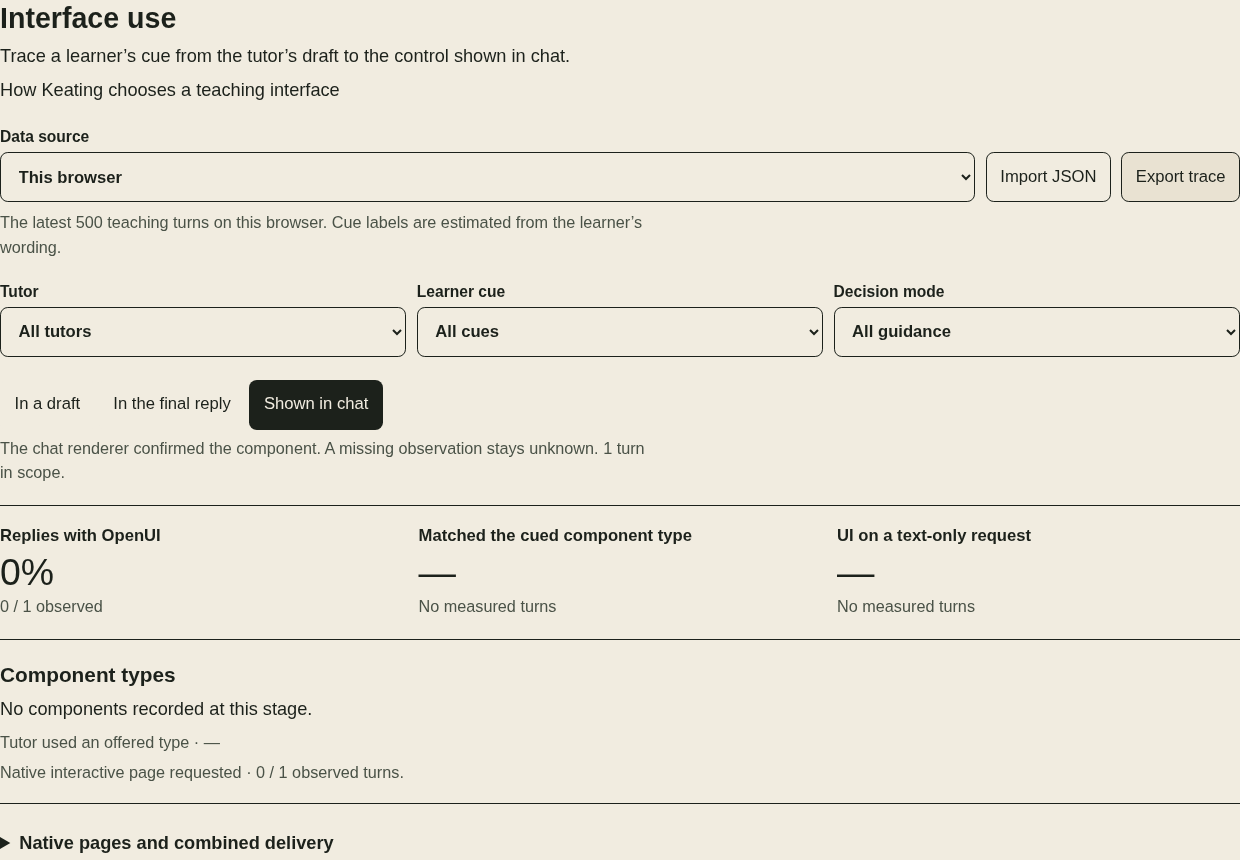 Interface use
Trace a learner’s cue from the tutor’s draft to the control shown in chat.
How Keating chooses a teaching interface
Data source
This browser
Import JSON
Export trace
The latest 500 teaching turns on this browser. Cue labels are estimated from the learner’s
wording.
Tutor
Learner cue
Decision mode
All tutors
All cues
All guidance
In a draft
In the final reply
Shown in chat
The chat renderer confirmed the component. A missing observation stays unknown. 1 turn
in scope.
Replies with OpenUI
Matched the cued component type
UI on a text-only request
0%
—
—
0 / 1 observed
No measured turns
No measured turns
Component types
No components recorded at this stage.
Tutor used an offered type · —
Native interactive page requested · 0 / 1 observed turns.
Native pages and combined delivery